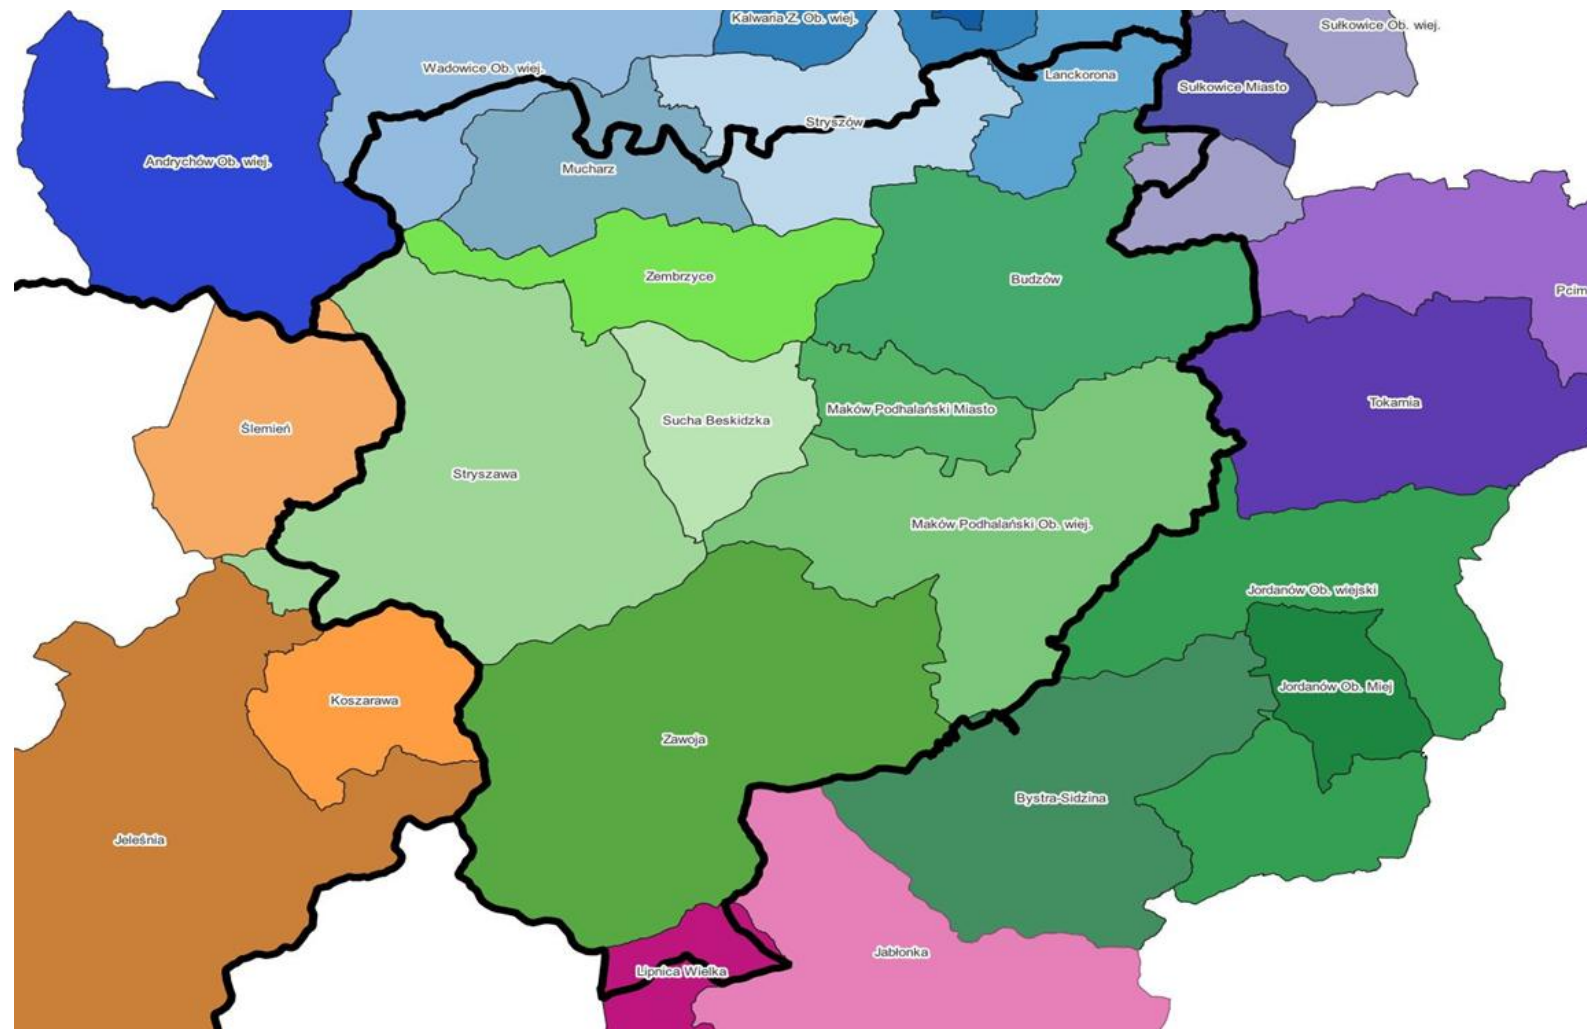 Kalwaria Z. Ob. wiej.
Sułkowice Ob. wiej.
Wadowice Ob. wiej.
Lanckorona
Sułkowice Miasto
Stryszów
Andrychów Ob. wiej.
Mucharz
Zembrzyce
Budzów
Pcim
Tokarnia
Maków Podhalański Miasto
Sucha Beskidzka
Ślemień
Stryszawa
Maków Podhalański Ob. wiej.
Jordanów Ob. wiejski
Jordanów Ob. Miej
Koszarawa
Zawoja
Bystra-Sidzina
Jeleśnia
Jabłonka
Lipnica Wielka